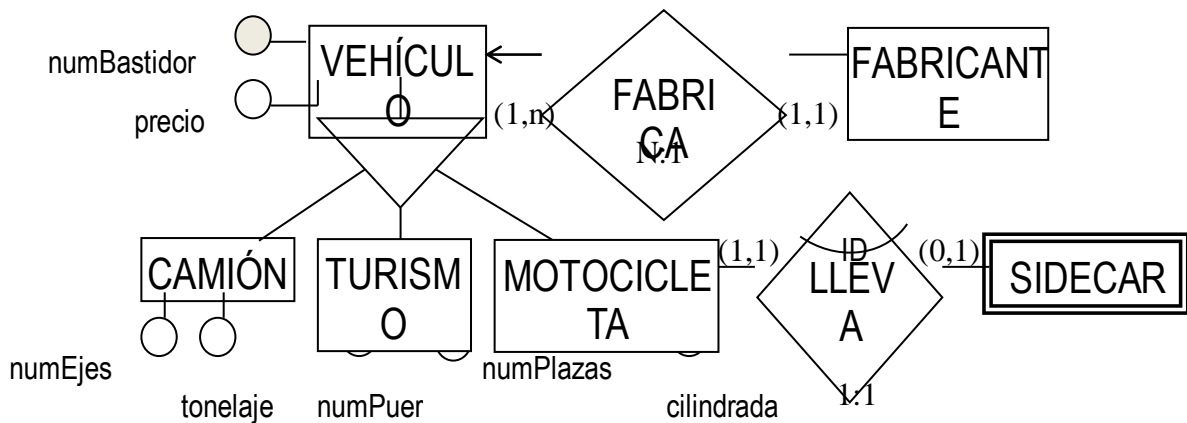 numBastidor
precio
VEHÍCUL
O
(1,n)
FABRI
CA
N:1
(1,1)
FABRICANT
E
CAMIÓN
TURISM
O
MOTOCICLE
TA
(1,1)
ID
LLEV
A
1:1
(0,1)
SIDECAR
numEjes
tonelaje
numPuer
numPlazas
cilindrada